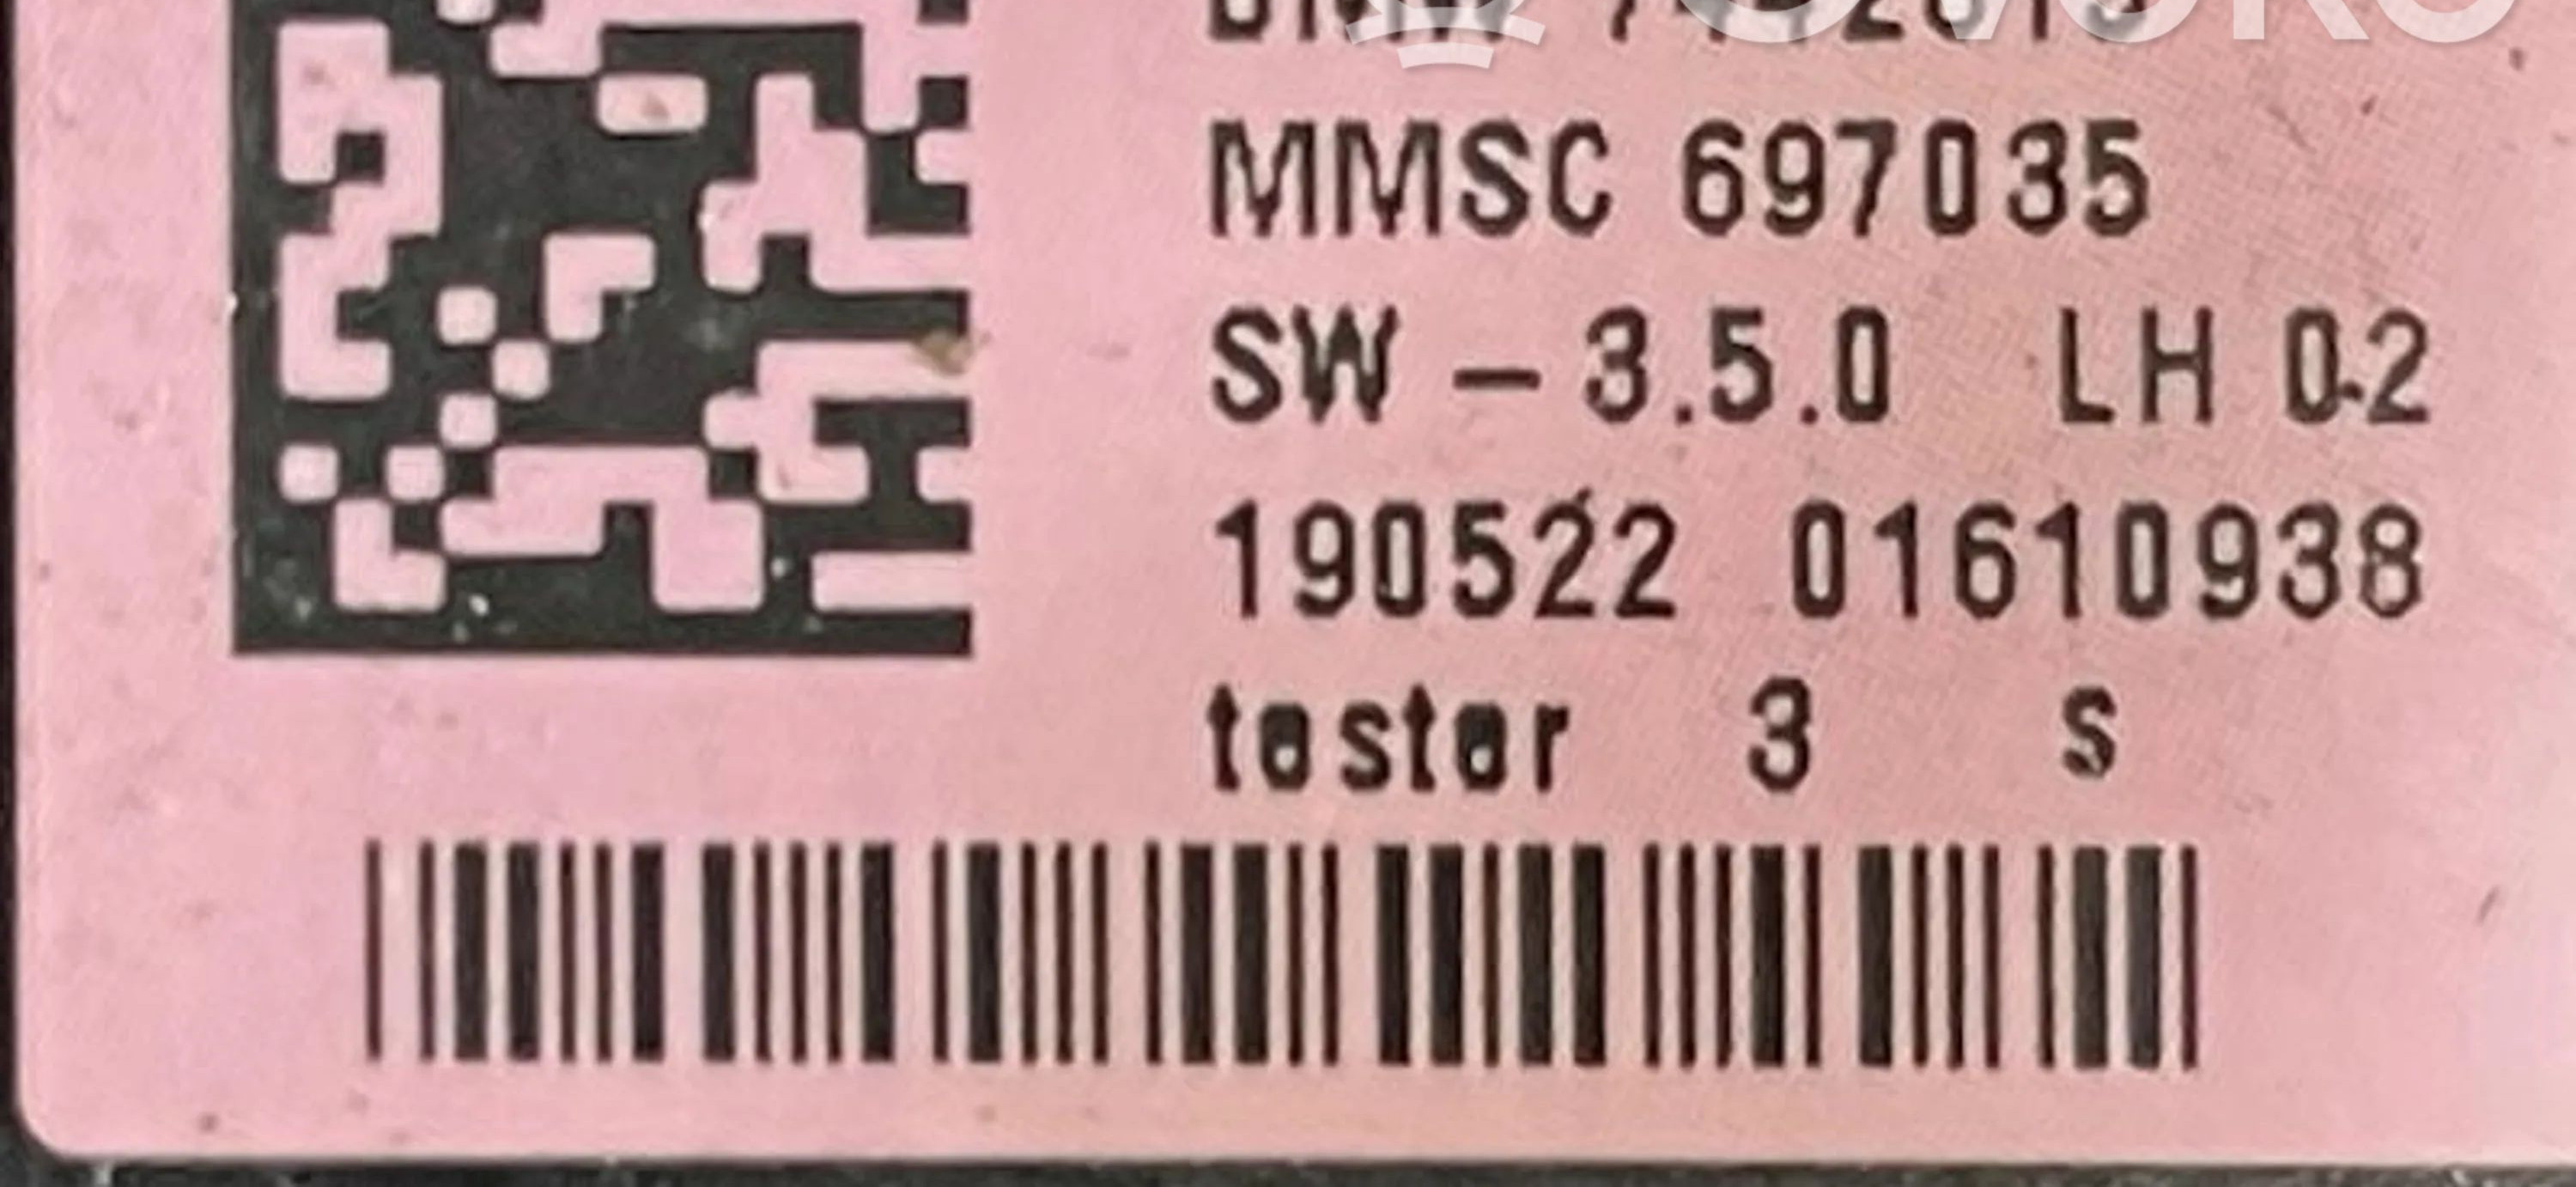 MMSC 697035
SW – 3.5.0 LH 02
190522 01610938
tester 3 S